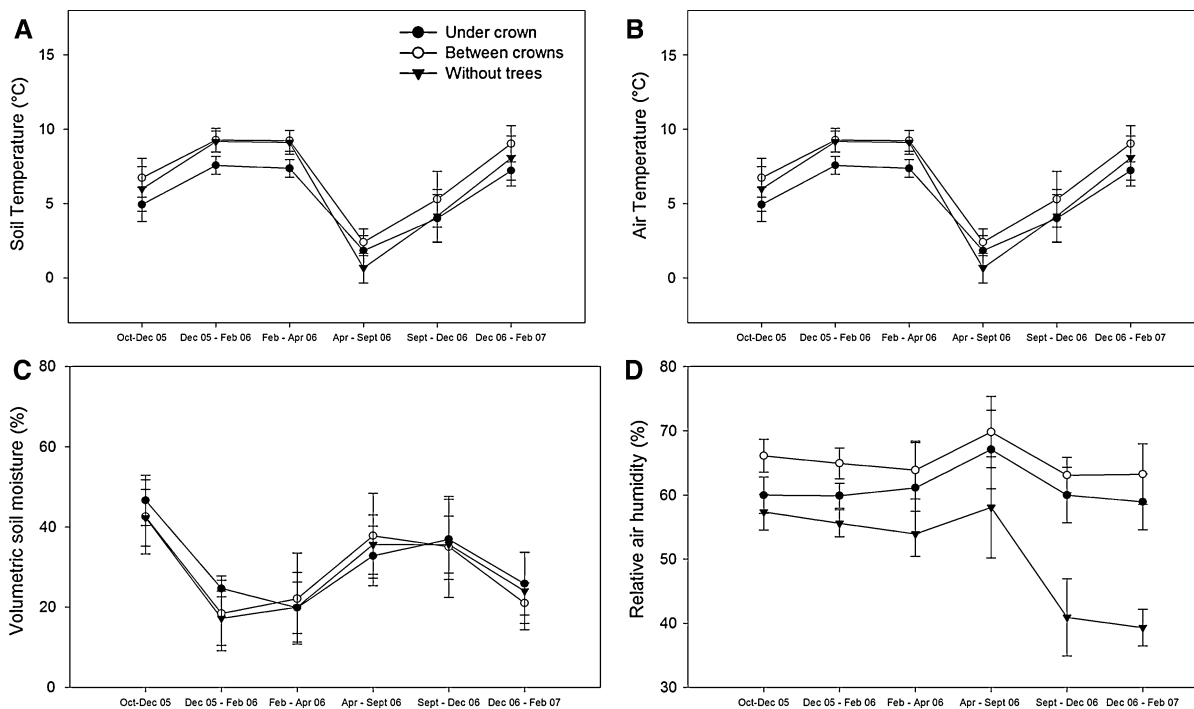 A
Soil Temperature (°C)
15
10
5
0
Under crown
Between crowns
Without trees
Oct-Dec 05
Dec 05 - Feb 06
Feb - Apr 06
Apr - Sept 06
Sept - Dec 06
Dec 06 - Feb 07
B
Air Temperature (°C)
15
10
5
0
Oct-Dec 05
Dec 05 - Feb 06
Feb - Apr 06
Apr - Sept 06
Sept - Dec 06
Dec 06 - Feb 07
C
Volumetric soil moisture (%)
80
60
40
20
0
Oct-Dec 05
Dec 05 - Feb 06
Feb - Apr 06
Apr - Sept 06
Sept - Dec 06
Dec 06 - Feb 07
D
Relative air humidity (%)
80
70
60
50
40
30
Oct-Dec 05
Dec 05 - Feb 06
Feb - Apr 06
Apr - Sept 06
Sept - Dec 06
Dec 06 - Feb 07